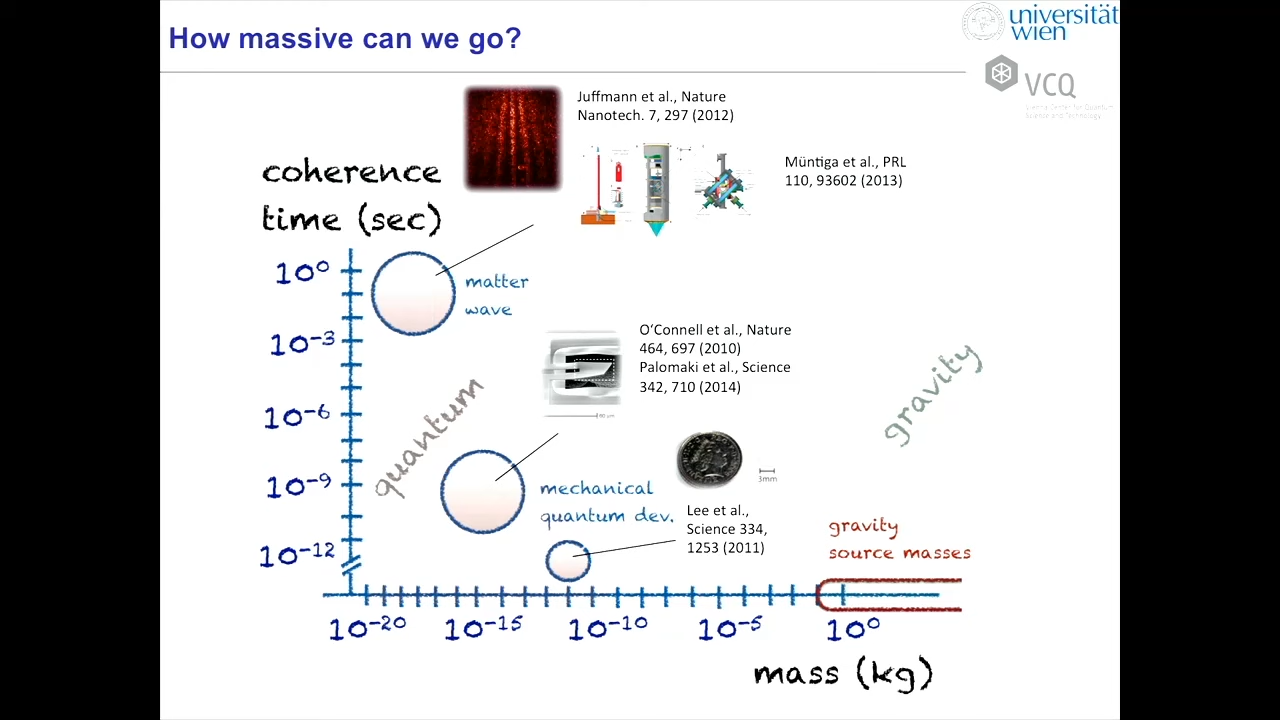 How massive can we go?
universität
wien
VCQ
Juffmann et al., Nature
Nanotech. 7, 297 (2012)
Müntiga et al., PRL
110, 93602 (2013)
coherence
time (sec)
10⁰
matter
wave
10⁻³
O'Connell et al., Nature
464, 697 (2010)
Palomaki et al., Science
342, 710 (2014)
gravity
quantum
10⁻⁶
3mm
10⁻⁹
mechanical
quantum dev.
Lee et al.,
Science 334,
1253 (2011)
gravity
source masses
10⁻¹²
10⁻²⁰ 10⁻¹⁵ 10⁻¹⁰ 10⁻⁵ 10⁰
mass (kg)